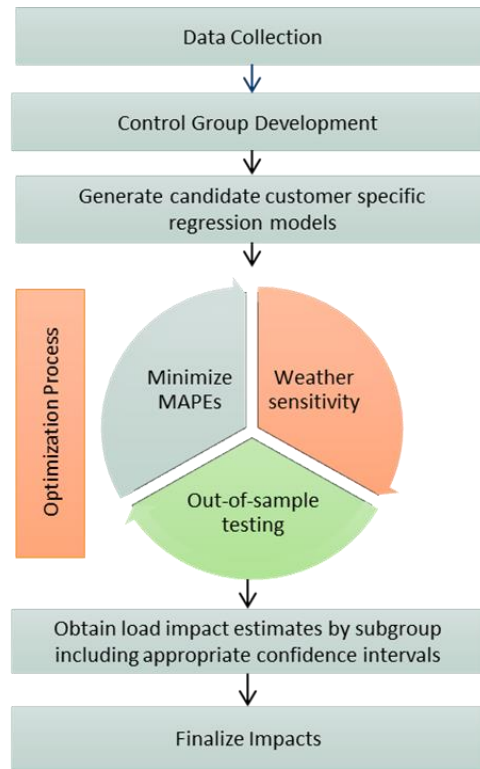 Data Collection
Control Group Development
Generate candidate customer specific
regression models
Optimization Process
Minimize
MAPEs
Weather
sensitivity
Out-of-sample
testing
Obtain load impact estimates by subgroup
including appropriate confidence intervals
Finalize Impacts